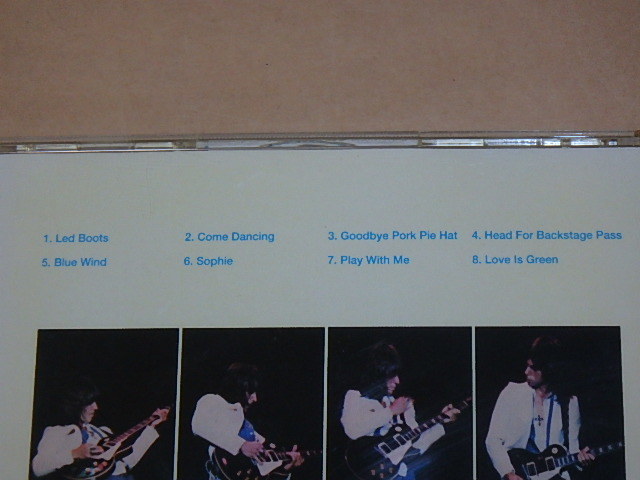 1. Led Boots 2. Come Dancing 3. Goodbye Pork Pie Hat 4. Head For Backstage Pass
5. Blue Wind 6. Sophie 7. Play With Me 8. Love Is Green